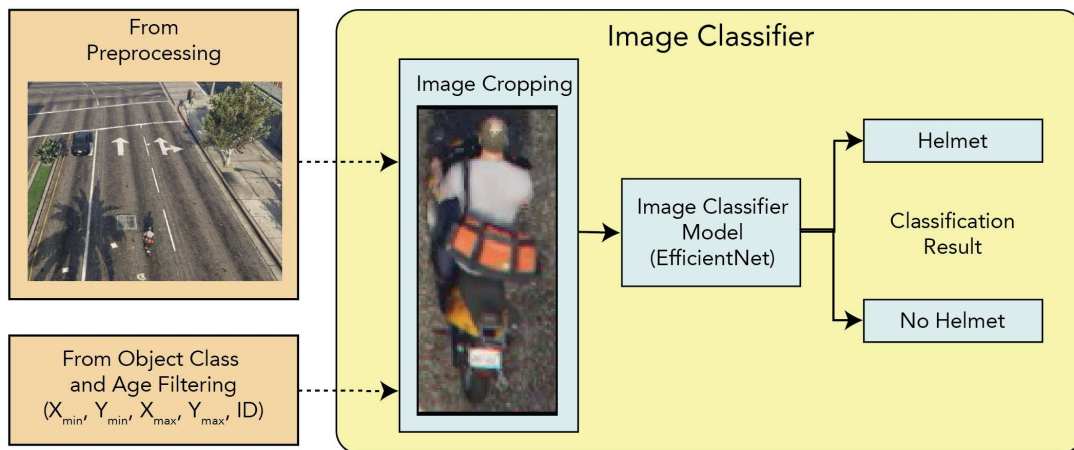 From
Preprocessing
Image Classifier
Image Cropping
Helmet
Image Classifier
Model
(EfficientNet)
Classification
Result
No Helmet
From Object Class
and Age Filtering
(Xmin, Ymin, Xmax, Ymax, ID)